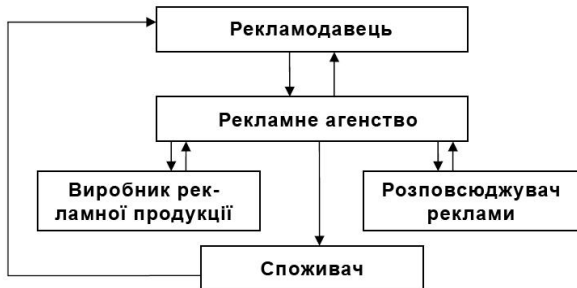 Рекламодавець
Рекламне агенство
Виробник рек-
ламної продукції
Розповсюджувач
реклами
Споживач